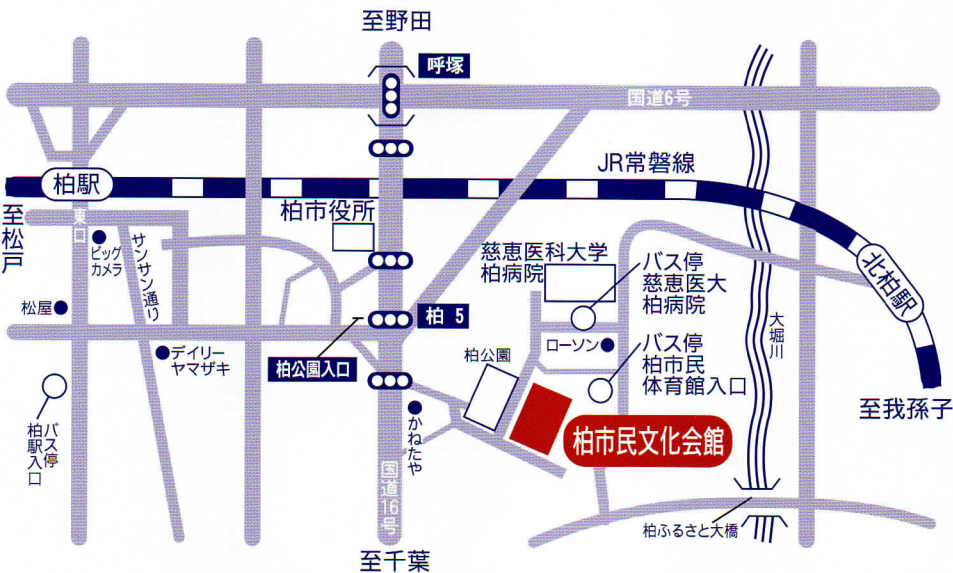 至野田
呼塚
国道6号
JR常磐線
柏駅
至松戸
東口
ビッグ
カメラ
サンサン通り
柏市役所
慈恵医科大学
柏病院
バス停
慈恵医大
柏病院
北柏駅
松屋
柏 5
デイリー
ヤマザキ
柏公園入口
柏公園
ローソン
バス停
柏市民
体育館入口
大堀川
至我孫子
バス停
柏駅入口
かねたや
柏市民文化会館
国道16号
柏ふるさと大橋
至千葉